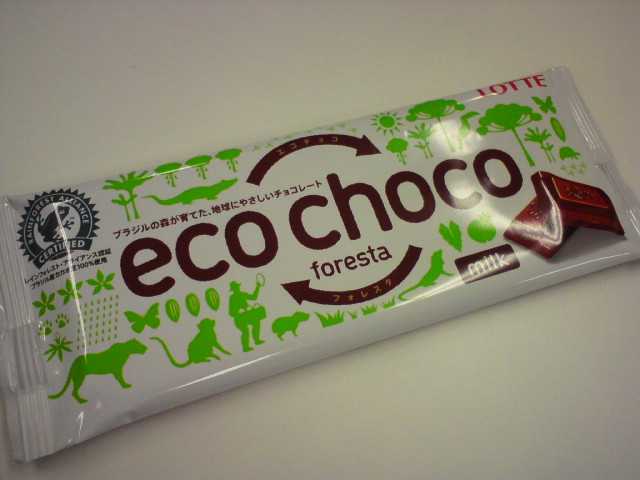 LOTTE
エコチョコ
ブラジルの森が育てた、地球にやさしいチョコレート
eco choco
foresta
フォレスタ
milk
RAINFOREST ALLIANCE
CERTIFIED
レインフォレスト・アライアンス認証
ブラジル産カカオ豆100%使用